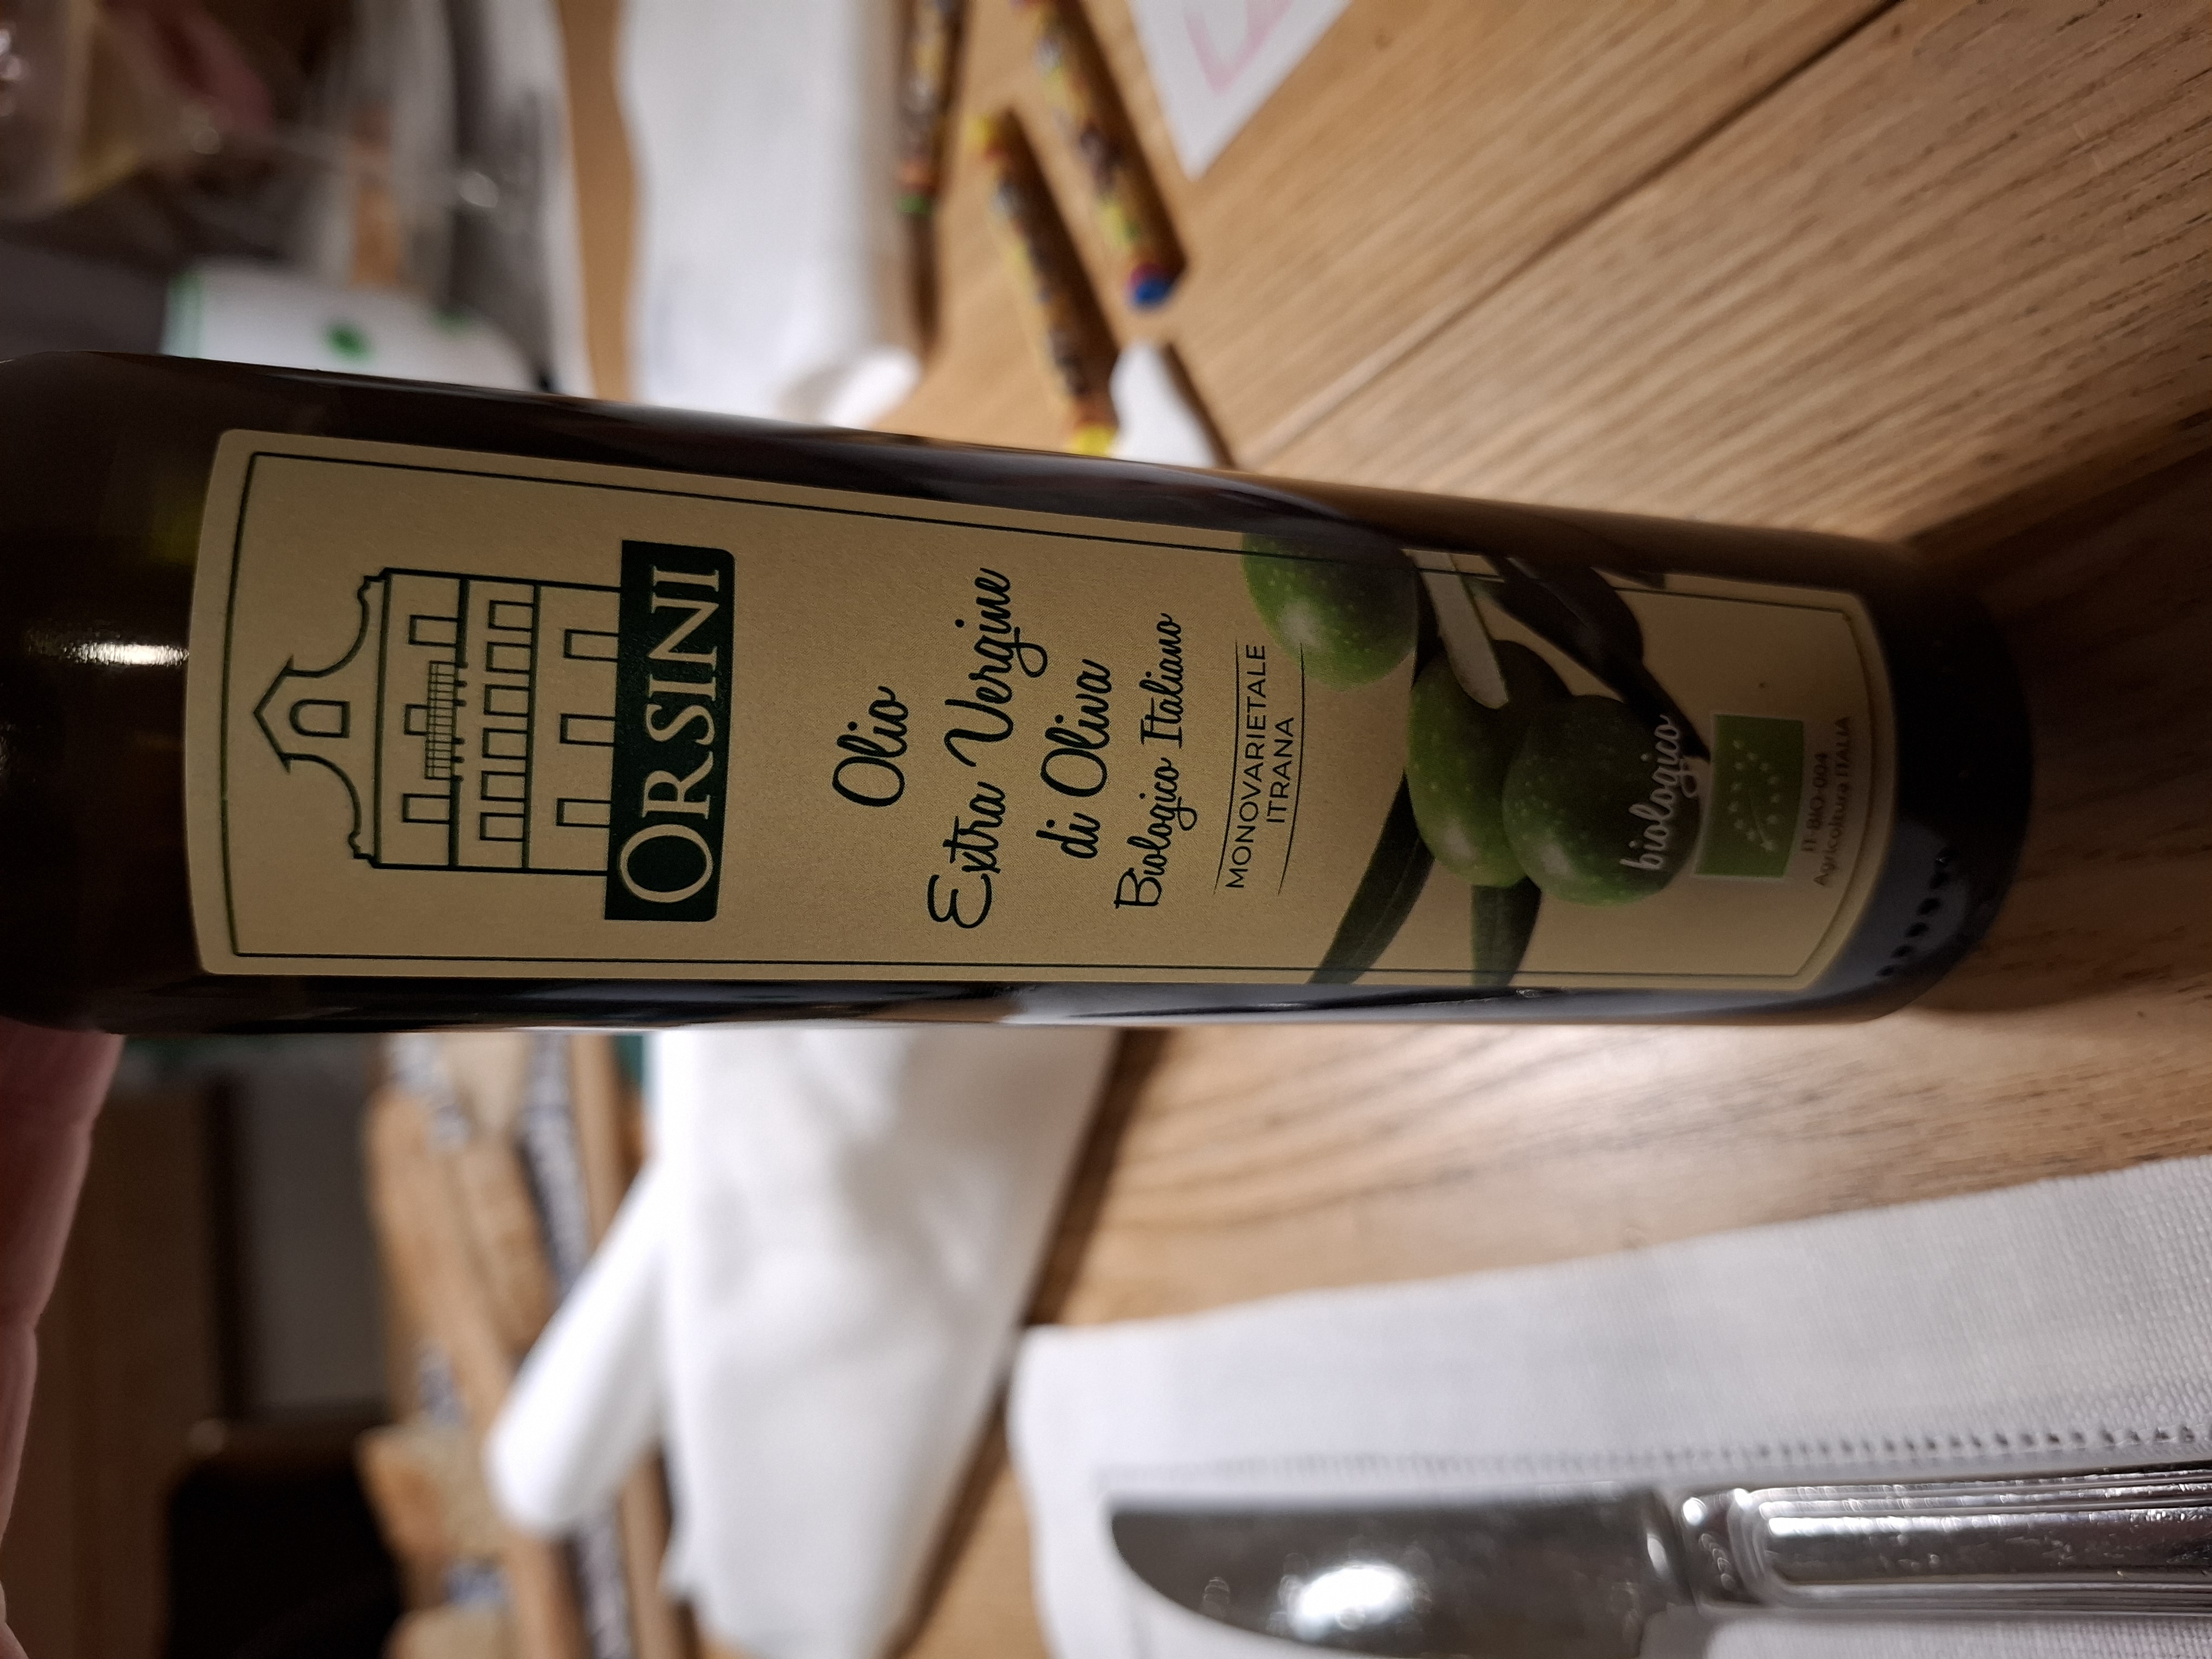 ORSINI
Olio
Extra Vergine
di Oliva
Biologico Italiano
MONOVARIETALE
ITRANA
biologico
IT-BIO-004
Agricoltura ITALIA